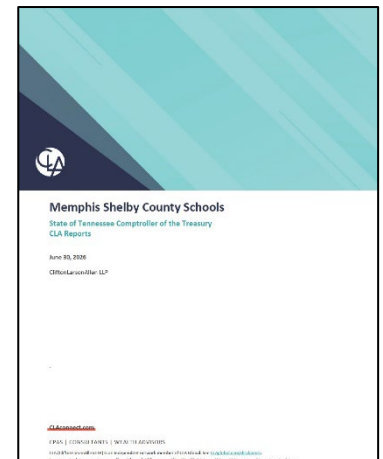 CLA
Memphis Shelby County Schools
State of Tennessee Comptroller of the Treasury
CLA Reports
June 30, 2026
CliftonLarsonAllen LLP
CLAconnect.com
CPAS | CONSULTANTS | WEALTH ADVISORS